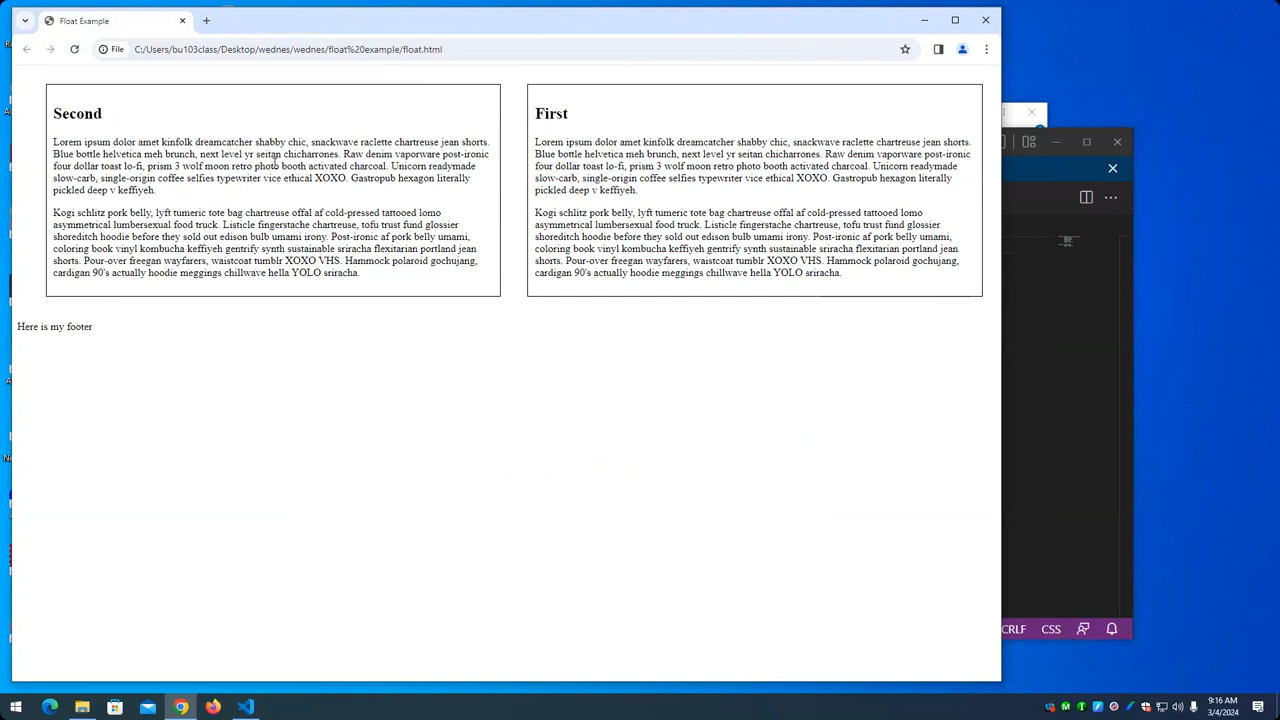 Float Example
File
C:/Users/bu103class/Desktop/wednes/wednes/float%20example/float.html
Second
Lorem ipsum dolor amet kinfolk dreamcatcher shabby chic, snackwave raclette chartreuse jean shorts.
Blue bottle helvetica meh brunch, next level yr seitan chicharrones. Raw denim vaporware post-ironic
four dollar toast lo-fi, prism 3 wolf moon retro photo booth activated charcoal. Unicorn readymade
slow-carb, single-origin coffee selfies typewriter vice ethical XOXO. Gastropub hexagon literally
pickled deep v keffiyeh.
Kogi schlitz pork belly, lyft tumeric tote bag chartreuse offal af cold-pressed tattooed lomo
asymmetrical lumbersexual food truck. Listicle fingerstache chartreuse, tofu trust fund glossier
shoreditch hoodie before they sold out edison bulb umami irony. Post-ironic af pork belly umami,
coloring book vinyl kombucha keffiyeh gentrify synth sustainable sriracha flexitarian portland jean
shorts. Pour-over freegan wayfarers, waistcoat tumblr XOXO VHS. Hammock polaroid gochujang,
cardigan 90's actually hoodie meggings chillwave hella YOLO sriracha.
First
Lorem ipsum dolor amet kinfolk dreamcatcher shabby chic, snackwave raclette chartreuse jean shorts.
Blue bottle helvetica meh brunch, next level yr seitan chicharrones. Raw denim vaporware post-ironic
four dollar toast lo-fi, prism 3 wolf moon retro photo booth activated charcoal. Unicorn readymade
slow-carb, single-origin coffee selfies typewriter vice ethical XOXO. Gastropub hexagon literally
pickled deep v keffiyeh.
Kogi schlitz pork belly, lyft tumeric tote bag chartreuse offal af cold-pressed tattooed lomo
asymmetrical lumbersexual food truck. Listicle fingerstache chartreuse, tofu trust fund glossier
shoreditch hoodie before they sold out edison bulb umami irony. Post-ironic af pork belly umami,
coloring book vinyl kombucha keffiyeh gentrify synth sustainable sriracha flexitarian portland jean
shorts. Pour-over freegan wayfarers, waistcoat tumblr XOXO VHS. Hammock polaroid gochujang,
cardigan 90's actually hoodie meggings chillwave hella YOLO sriracha.
Here is my footer
CRLF CSS
9:16 AM
3/4/2024